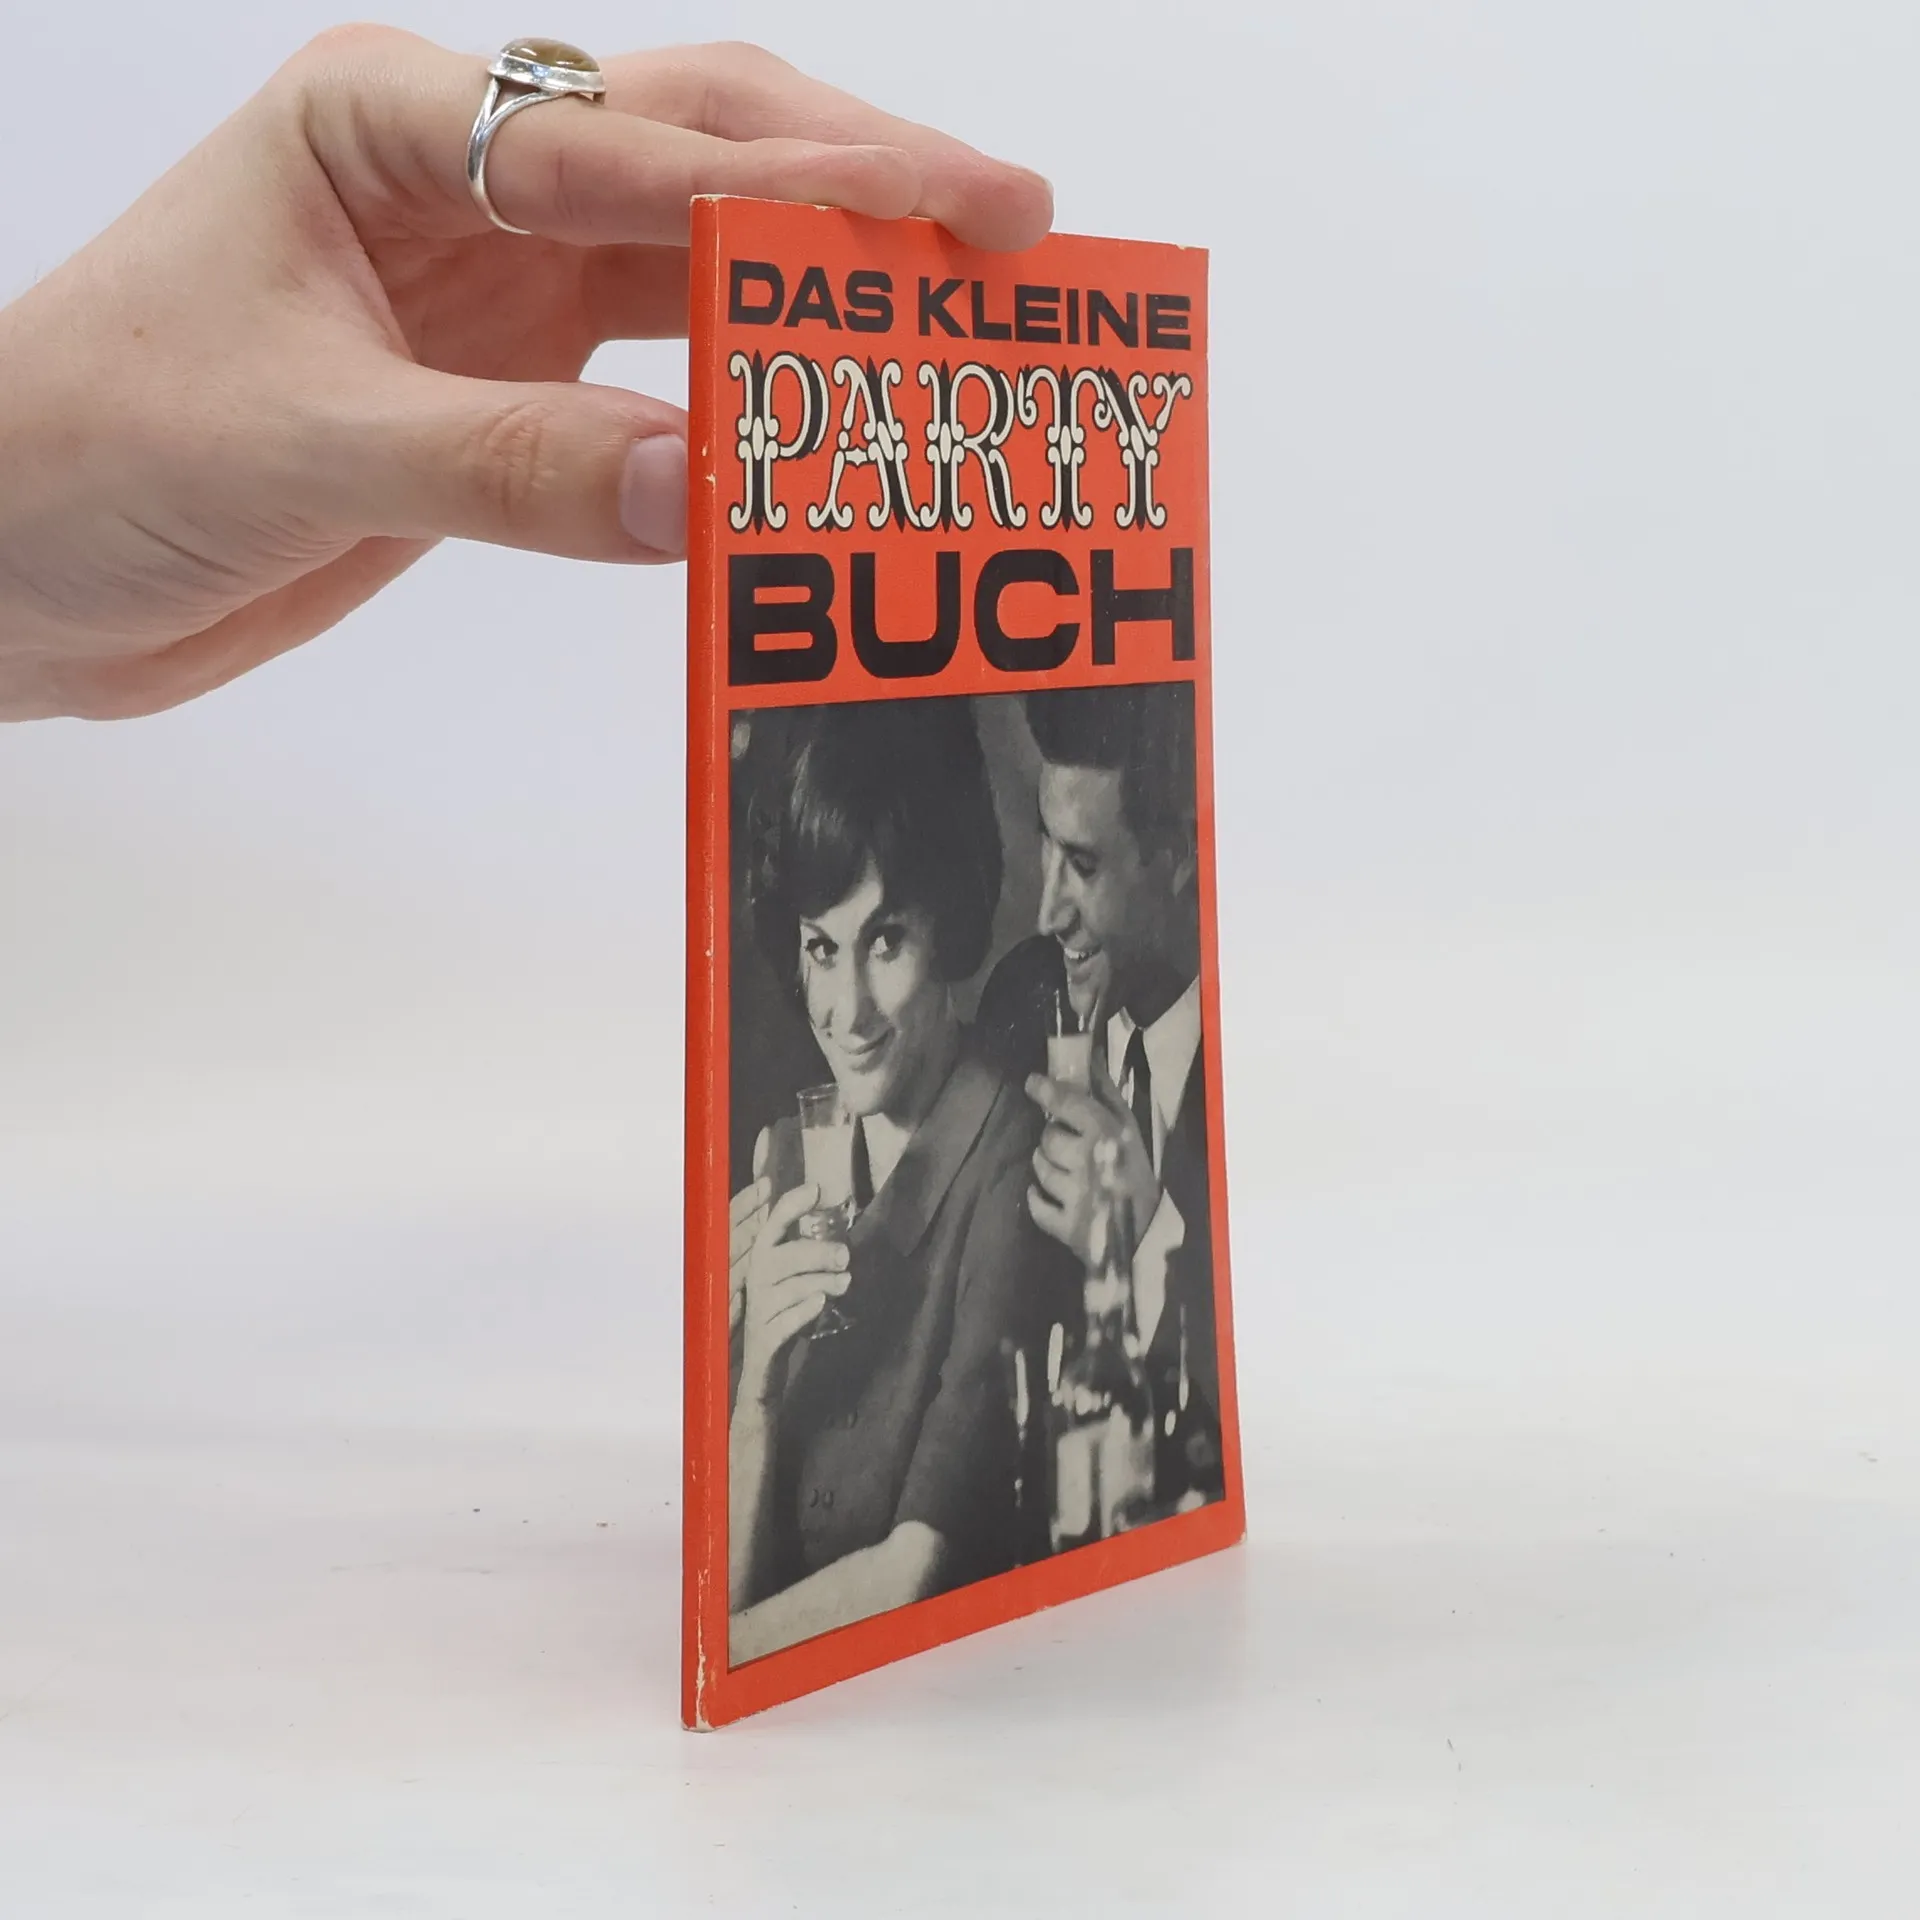 DAS KLEINE
PARTY
BUCH